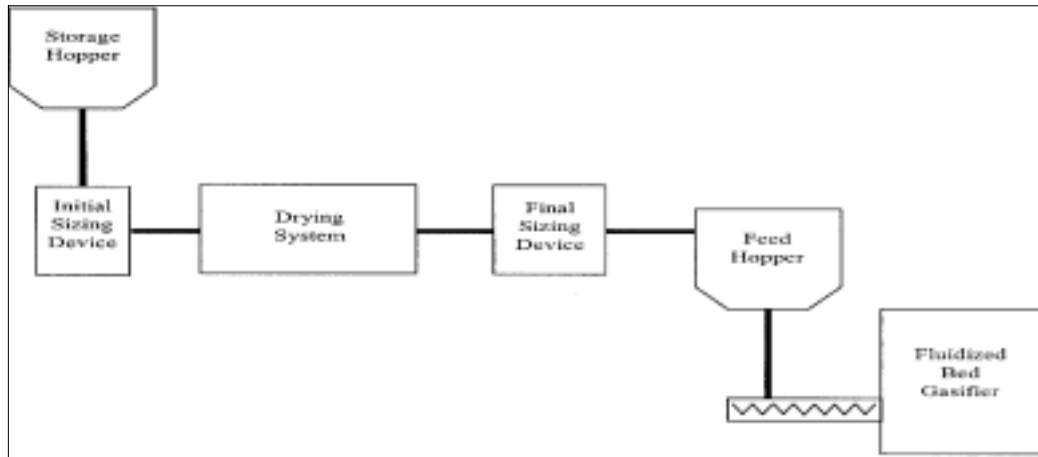 Storage
Hopper
Initial
Sizing
Device
Drying
System
Final
Sizing
Device
Feed
Hopper
Fluidized
Bed
Gasifier